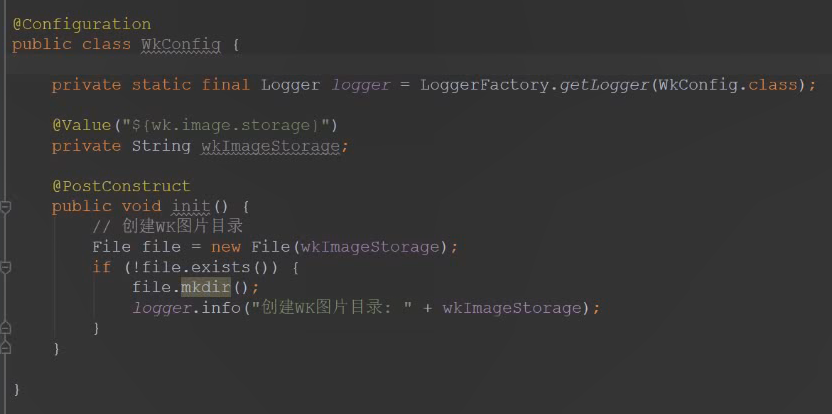 @Configuration
public class WkConfig {
private static final Logger logger = LoggerFactory.getLogger(WkConfig.class);
@Value("${wk.image.storage}")
private String wkImageStorage;
@PostConstruct
public void init() {
// 创建WK图片目录
File file = new File(wkImageStorage);
if (!file.exists()) {
file.mkdir();
logger.info("创建WK图片目录: " + wkImageStorage);
}
}
}